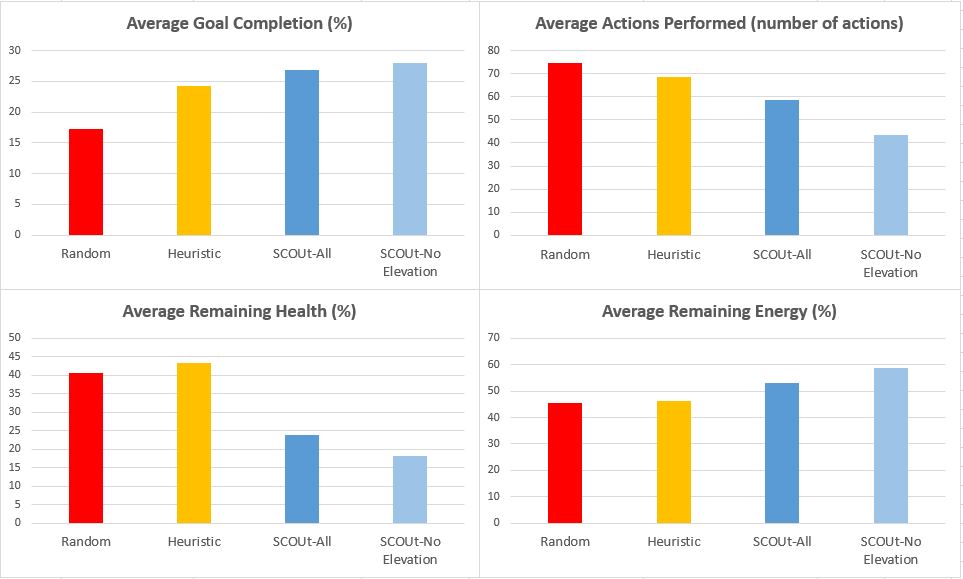 Average Goal Completion (%)
30
25
20
15
10
5
0
Random
Heuristic
SCOUt-All
SCOUt-No
Elevation
Average Actions Performed (number of actions)
80
70
60
50
40
30
20
10
0
Random
Heuristic
SCOUt-All
SCOUt-No
Elevation
Average Remaining Health (%)
50
45
40
35
30
25
20
15
10
5
0
Random
Heuristic
SCOUt-All
SCOUt-No
Elevation
Average Remaining Energy (%)
70
60
50
40
30
20
10
0
Random
Heuristic
SCOUt-All
SCOUt-No
Elevation